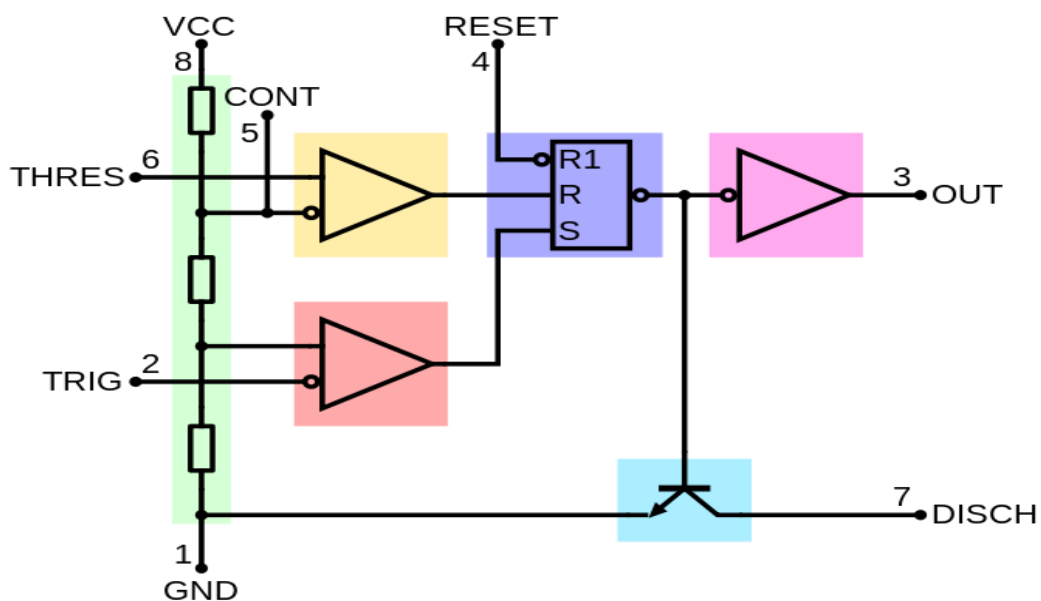 VCC
8
RESET
4
CONT
5
THRES
6
R1
R
S
3
OUT
TRIG
2
7
DISCH
1
GND